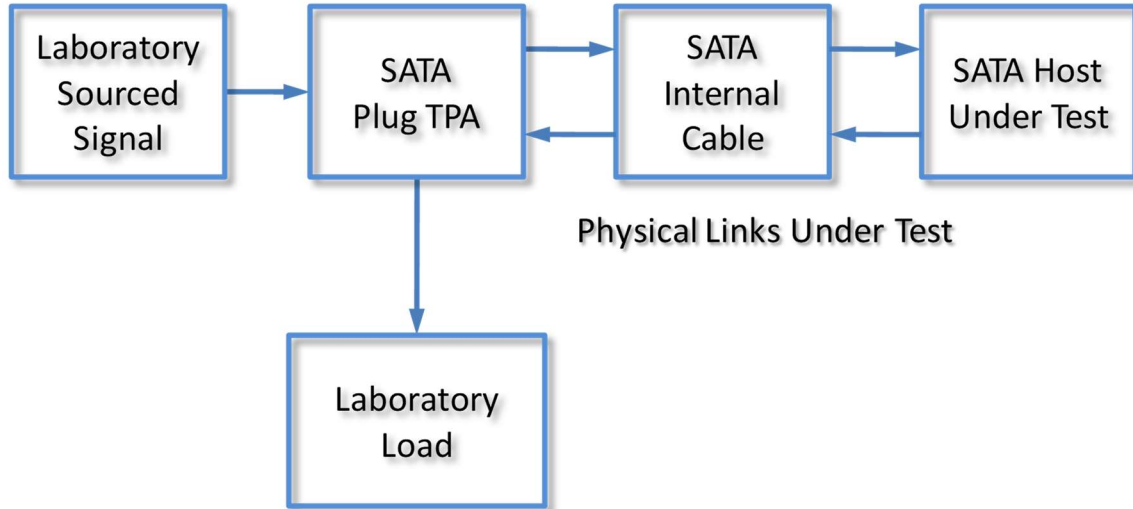 Laboratory
Sourced
Signal
SATA
Plug TPA
SATA
Internal
Cable
SATA Host
Under Test
Physical Links Under Test
Laboratory
Load